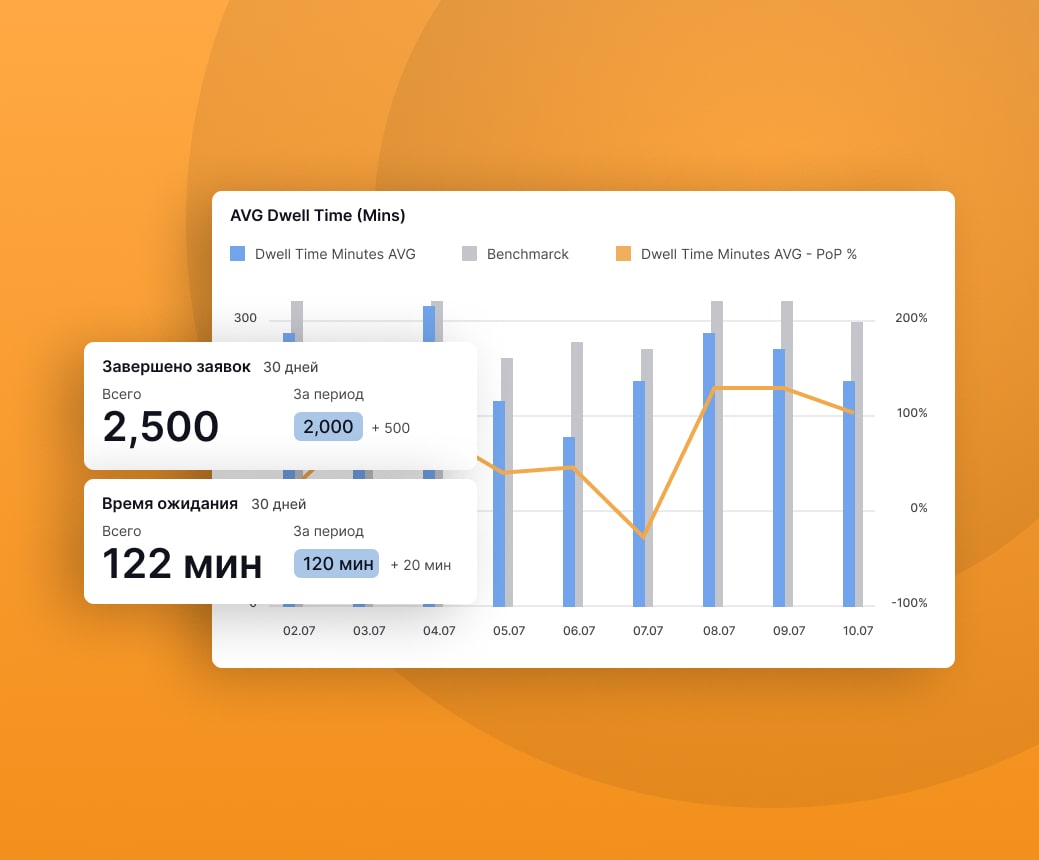 AVG Dwell Time (Mins)
Dwell Time Minutes AVG
Benchmarck
Dwell Time Minutes AVG - PoP %
300
200%
100%
0%
-100%
Завершено заявок 30 дней
Всего За период
2,500 2,000 + 500
Время ожидания 30 дней
Всего За период
122 мин 120 мин + 20 мин
02.07 03.07 04.07 05.07 06.07 07.07 08.07 09.07 10.07